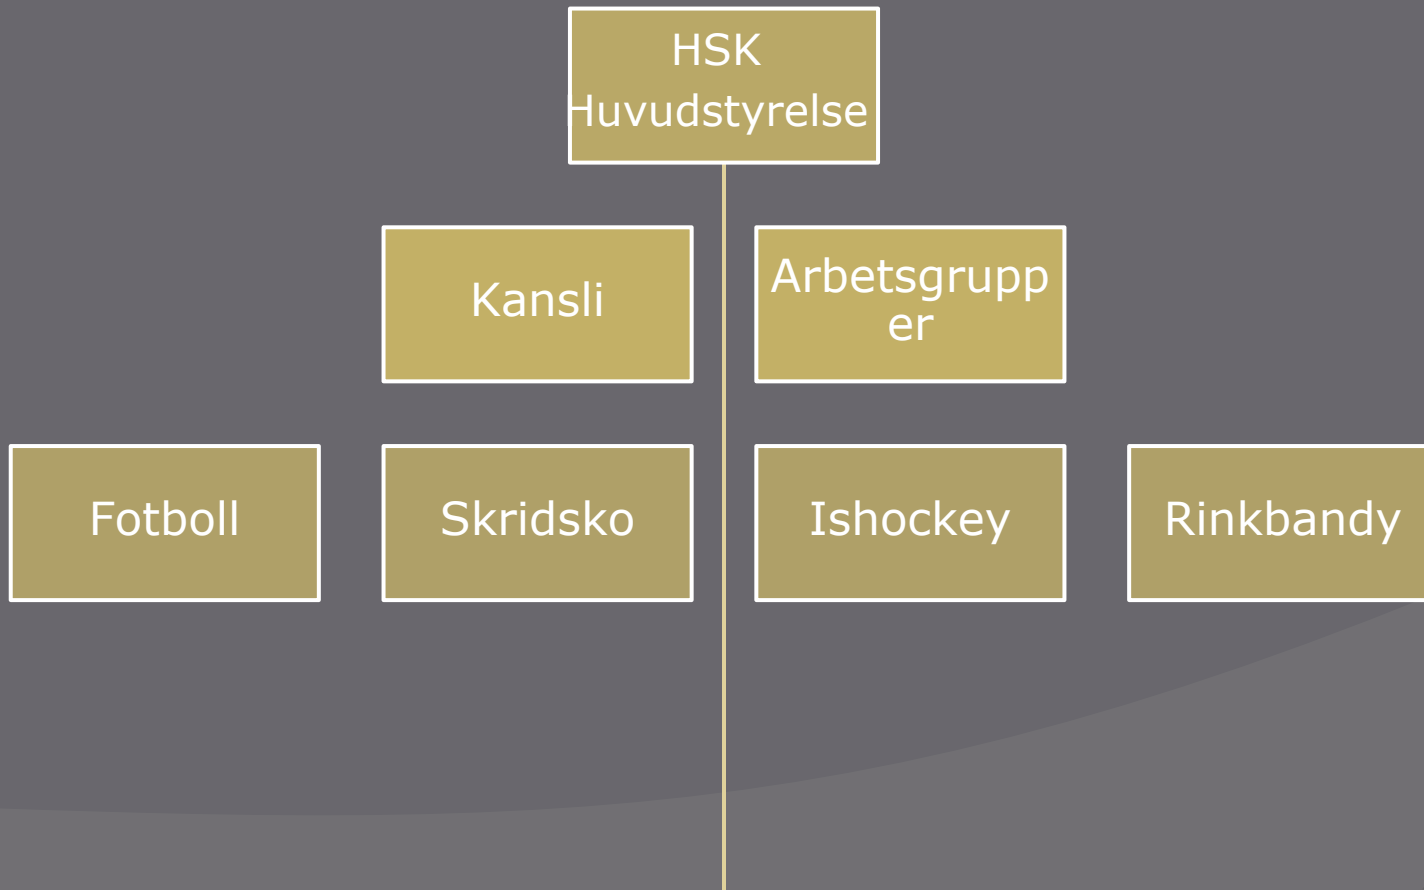 HSK
Huvudstyrelse
Kansli
Arbetsgrupp
er
Fotboll
Skridsko
Ishockey
Rinkbandy